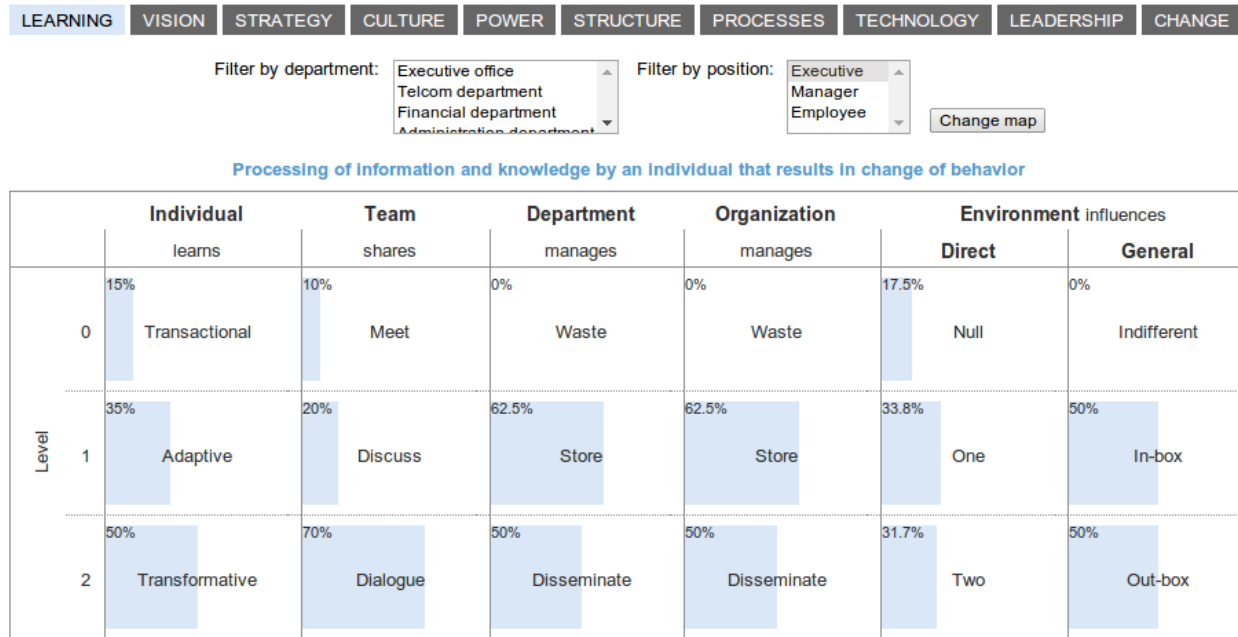 LEARNING VISION STRATEGY CULTURE POWER STRUCTURE PROCESSES TECHNOLOGY LEADERSHIP CHANGE
Filter by department: Executive office Filter by position: Executive
Telcom department Manager
Financial department Employee
Administration department Change map
Processing of information and knowledge by an individual that results in change of behavior
Individual Team Department Organization Environment influences
learns shares manages manages Direct General
15% 10% 0% 0% 17.5% 0%
0 Transactional Meet Waste Waste Null Indifferent
35% 20% 62.5% 62.5% 33.8% 50%
Level 1 Adaptive Discuss Store Store One In-box
50% 70% 50% 50% 31.7% 50%
2 Transformative Dialogue Disseminate Disseminate Two Out-box